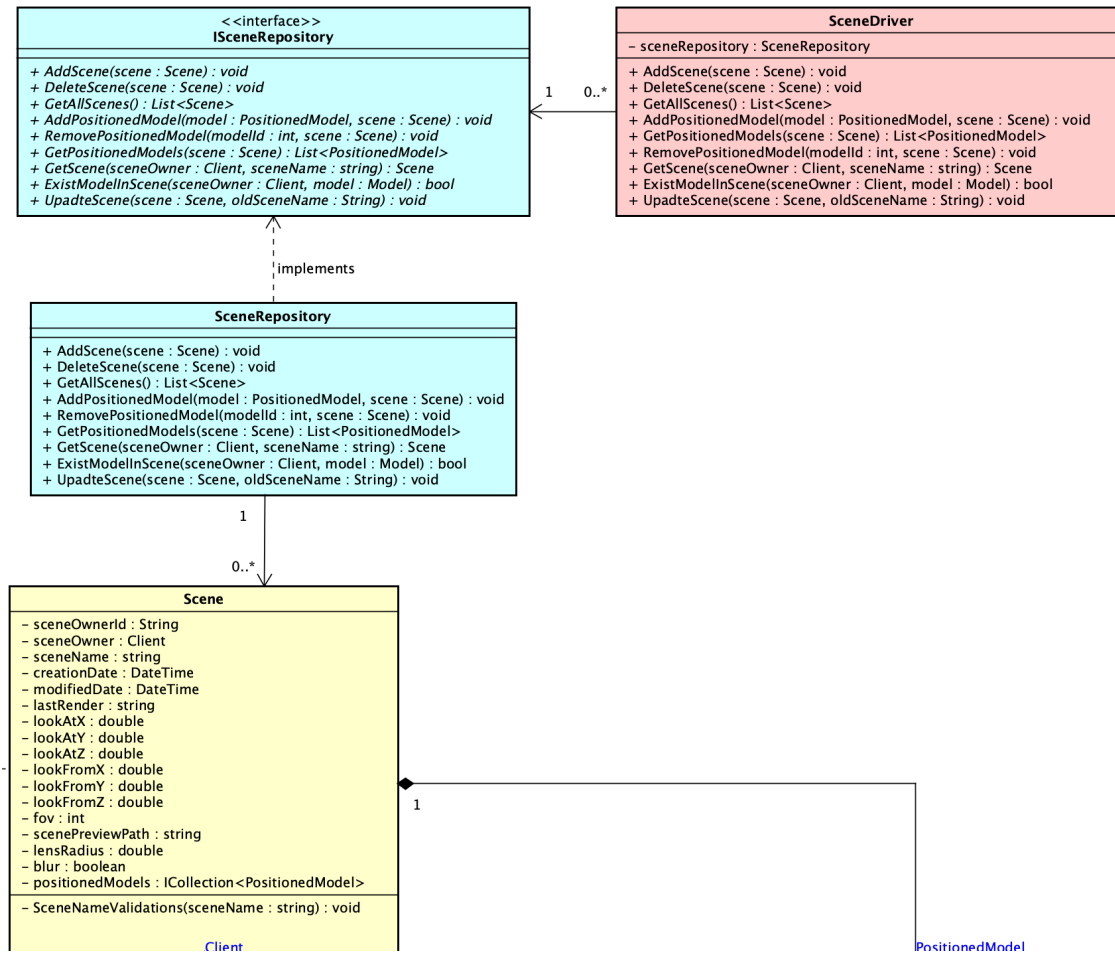 <<interface>>
ISceneRepository
+ AddScene(scene : Scene) : void
+ DeleteScene(scene : Scene) : void
+ GetAllScenes() : List<Scene>
+ AddPositionedModel(model : PositionedModel, scene : Scene) : void
+ RemovePositionedModel(modelId : int, scene : Scene) : void
+ GetPositionedModels(scene : Scene) : List<PositionedModel>
+ GetScene(sceneOwner : Client, sceneName : string) : Scene
+ ExistModelInScene(sceneOwner : Client, model : Model) : bool
+ UpadteScene(scene : Scene, oldSceneName : String) : void
1
0..*
SceneDriver
- sceneRepository : SceneRepository
+ AddScene(scene : Scene) : void
+ DeleteScene(scene : Scene) : void
+ GetAllScenes() : List<Scene>
+ AddPositionedModel(model : PositionedModel, scene : Scene) : void
+ GetPositionedModels(scene : Scene) : List<PositionedModel>
+ RemovePositionedModel(modelId : int, scene : Scene) : void
+ GetScene(sceneOwner : Client, sceneName : string) : Scene
+ ExistModelInScene(sceneOwner : Client, model : Model) : bool
+ UpadteScene(scene : Scene, oldSceneName : String) : void
implements
SceneRepository
+ AddScene(scene : Scene) : void
+ DeleteScene(scene : Scene) : void
+ GetAllScenes() : List<Scene>
+ AddPositionedModel(model : PositionedModel, scene : Scene) : void
+ RemovePositionedModel(modelId : int, scene : Scene) : void
+ GetPositionedModels(scene : Scene) : List<PositionedModel>
+ GetScene(sceneOwner : Client, sceneName : string) : Scene
+ ExistModelInScene(sceneOwner : Client, model : Model) : bool
+ UpadteScene(scene : Scene, oldSceneName : String) : void
1
0..*
Scene
- sceneOwnerId : String
- sceneOwner : Client
- sceneName : string
- creationDate : DateTime
- modifiedDate : DateTime
- lastRender : string
- lookAtX : double
- lookAtY : double
- lookAtZ : double
- lookFromX : double
- lookFromY : double
- lookFromZ : double
- fov : int
- scenePreviewPath : string
- lensRadius : double
- blur : boolean
- positionedModels : ICollection<PositionedModel>
- SceneNameValidations(sceneName : string) : void
1
Client
PositionedModel